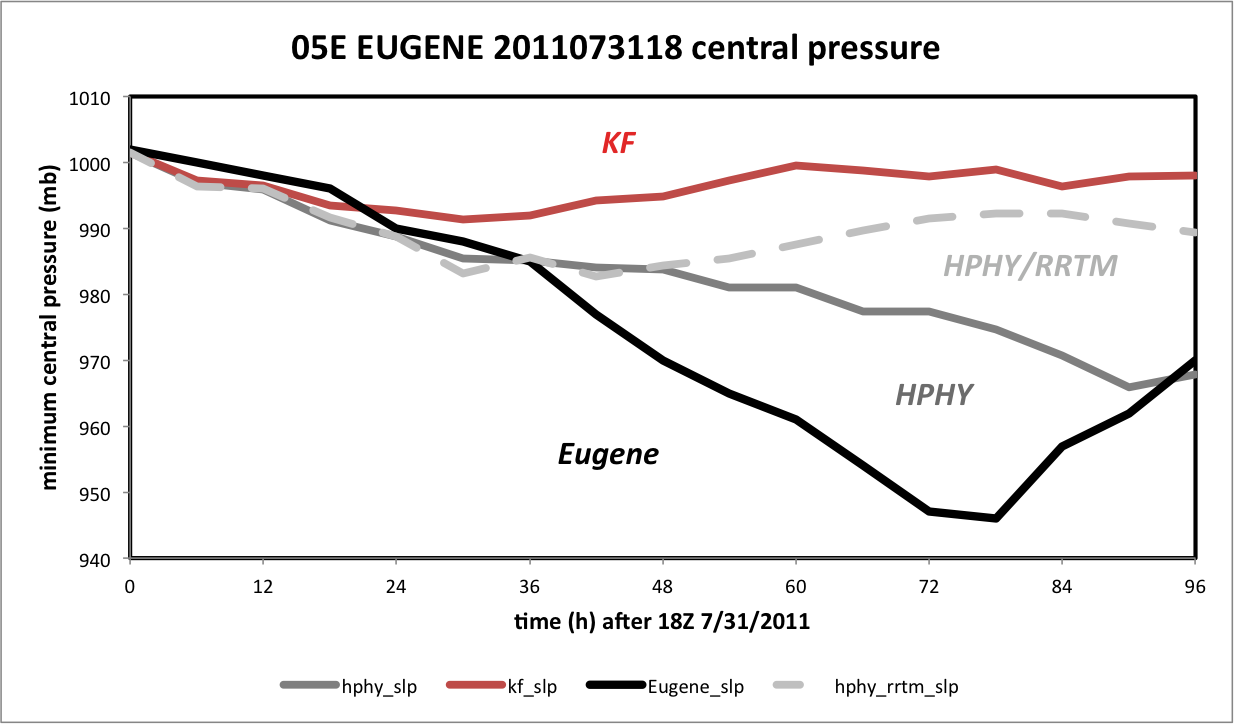 05E EUGENE 2011073118 central pressure
minimum central pressure (mb)
1010
1000
990
980
970
960
950
940
KF
HPHY/RRTM
HPHY
Eugene
0 12 24 36 48 60 72 84 96
time (h) after 18Z 7/31/2011
hphy_slp kf_slp Eugene_slp hphy_rrtm_slp